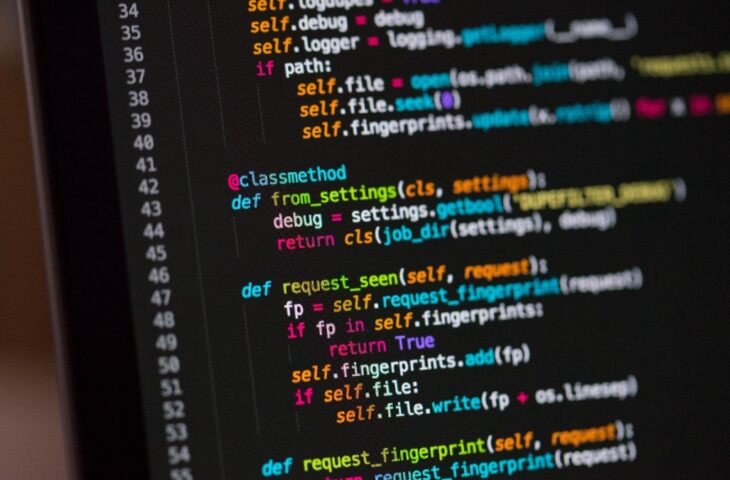 34 self.logdupes = True
35 self.debug = debug
36 self.logger = logging.getLogger(__name__)
37 if path:
38 self.file = open(os.path.join(path, 'requests.
39 self.file.seek(0)
40 self.fingerprints.update(x.rstrip() for x in
41
42 @classmethod
43 def from_settings(cls, settings):
44 debug = settings.getbool("DUPEFILTER_DEBUG")
45 return cls(job_dir(settings), debug)
46
47 def request_seen(self, request):
48 fp = self.request_fingerprint(request)
49 if fp in self.fingerprints:
50 return True
51 self.fingerprints.add(fp)
52 if self.file:
53 self.file.write(fp + os.linesep)
54
55 def request_fingerprint(self, request):
return request_fingerprint(request)